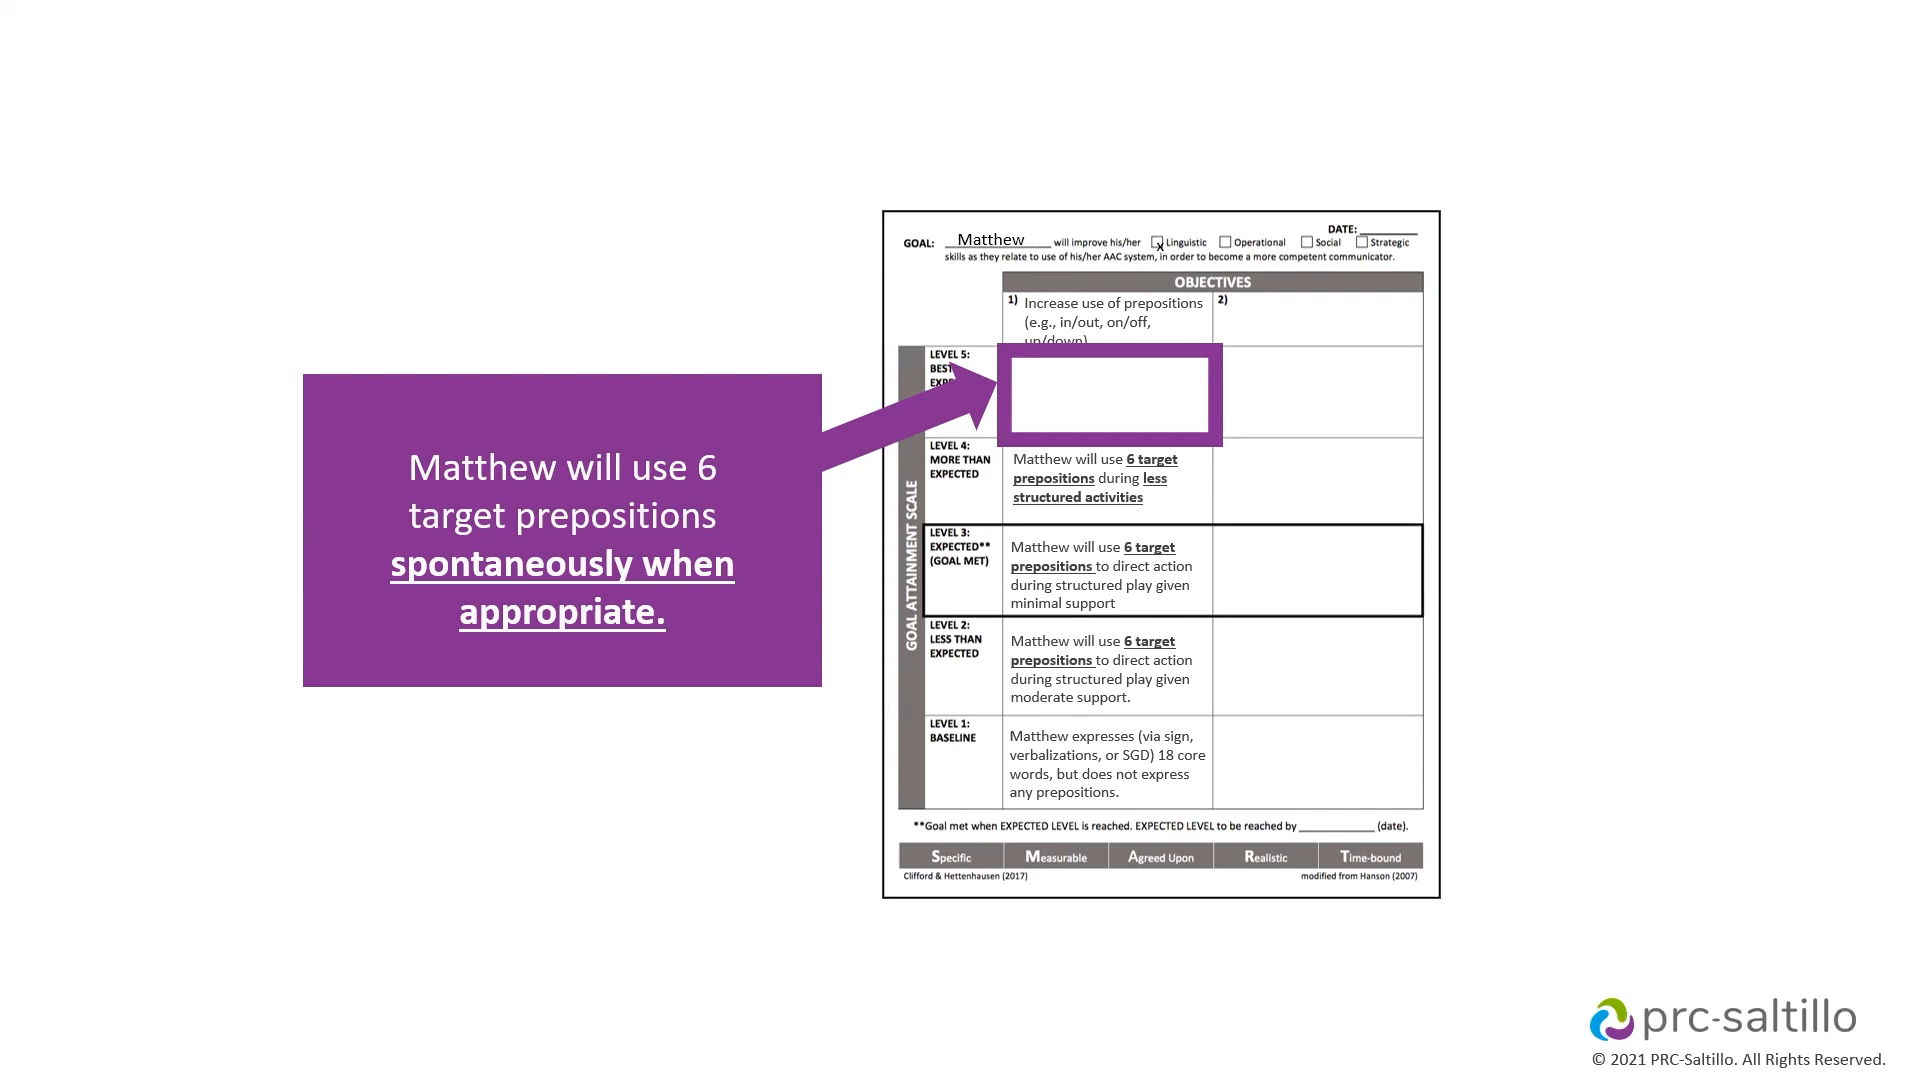 Matthew will use 6
target prepositions
spontaneously when
appropriate.
DATE:
GOAL: Matthew will improve his/her x Linguistic Operational Social Strategic
skills as they relate to use of his/her AAC system, in order to become a more competent communicator.
OBJECTIVES
1) Increase use of prepositions
(e.g., in/out, on/off,
up/down)
2)
GOAL ATTAINMENT SCALE
LEVEL 5:
BEST
LEVEL 4:
MORE THAN
EXPECTED
Matthew will use 6 target
prepositions during less
structured activities
LEVEL 3:
EXPECTED**
(GOAL MET)
Matthew will use 6 target
prepositions to direct action
during structured play given
minimal support
LEVEL 2:
LESS THAN
EXPECTED
Matthew will use 6 target
prepositions to direct action
during structured play given
moderate support.
LEVEL 1:
BASELINE
Matthew expresses (via sign,
verbalizations, or SGD) 18 core
words, but does not express
any prepositions.
**Goal met when EXPECTED LEVEL is reached. EXPECTED LEVEL to be reached by ____________ (date).
Specific Measurable Agreed Upon Realistic Time-bound
Clifford & Hettenhausen (2017) modified from Hanson (2007)
prc-saltillo
© 2021 PRC-Saltillo. All Rights Reserved.